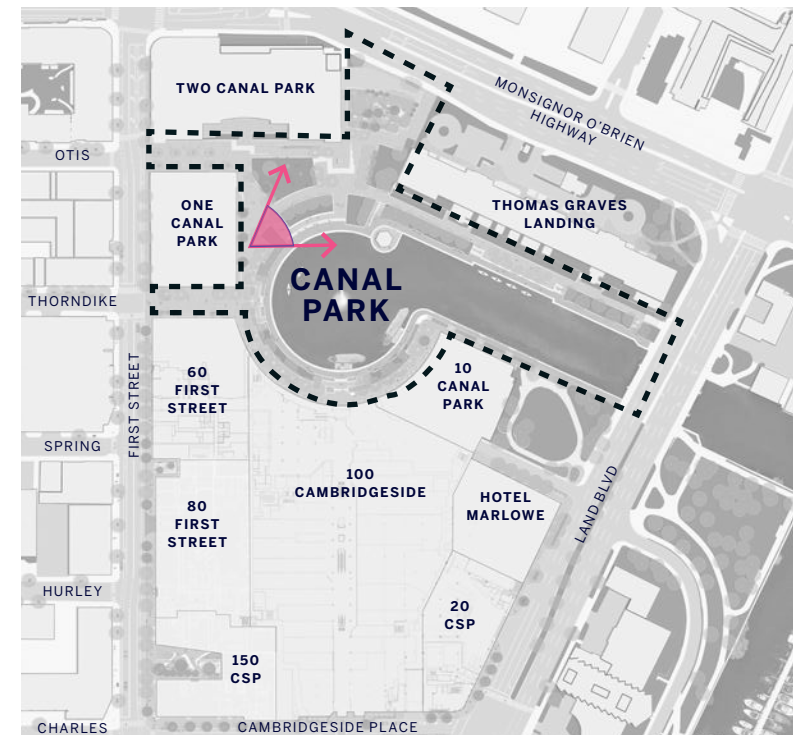 TWO CANAL PARK
MONSIGNOR O'BRIEN
HIGHWAY
OTIS
ONE
CANAL
PARK
THOMAS GRAVES
LANDING
CANAL
PARK
THORNDIKE
FIRST STREET
60
FIRST
STREET
10
CANAL
PARK
SPRING
100
CAMBRIDGESIDE
HOTEL
MARLOWE
LAND BLVD
80
FIRST
STREET
HURLEY
20
CSP
150
CSP
CHARLES
CAMBRIDGESIDE PLACE